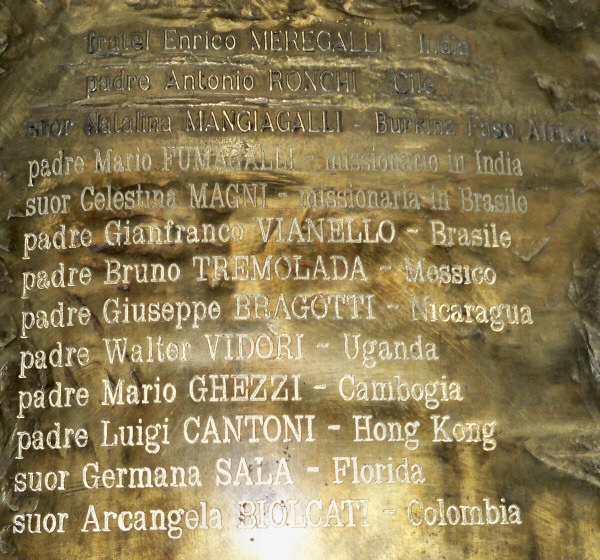 fratel Enrico MEREGALLI - India
padre Antonio RONCHI - Cile
suor Natalina MANGIAGALLI - Burkina Faso, Africa
padre Mario FUMAGALLI - missionario in India
suor Celestina MAGNI - missionaria in Brasile
padre Gianfranco VIANELLO - Brasile
padre Bruno TREMOLADA - Messico
padre Giuseppe BRAGOTTI - Nicaragua
padre Walter VIDORI - Uganda
padre Mario GHEZZI - Cambogia
padre Luigi CANTONI - Hong Kong
suor Germana SALA - Florida
suor Arcangela BIOLCATI - Colombia